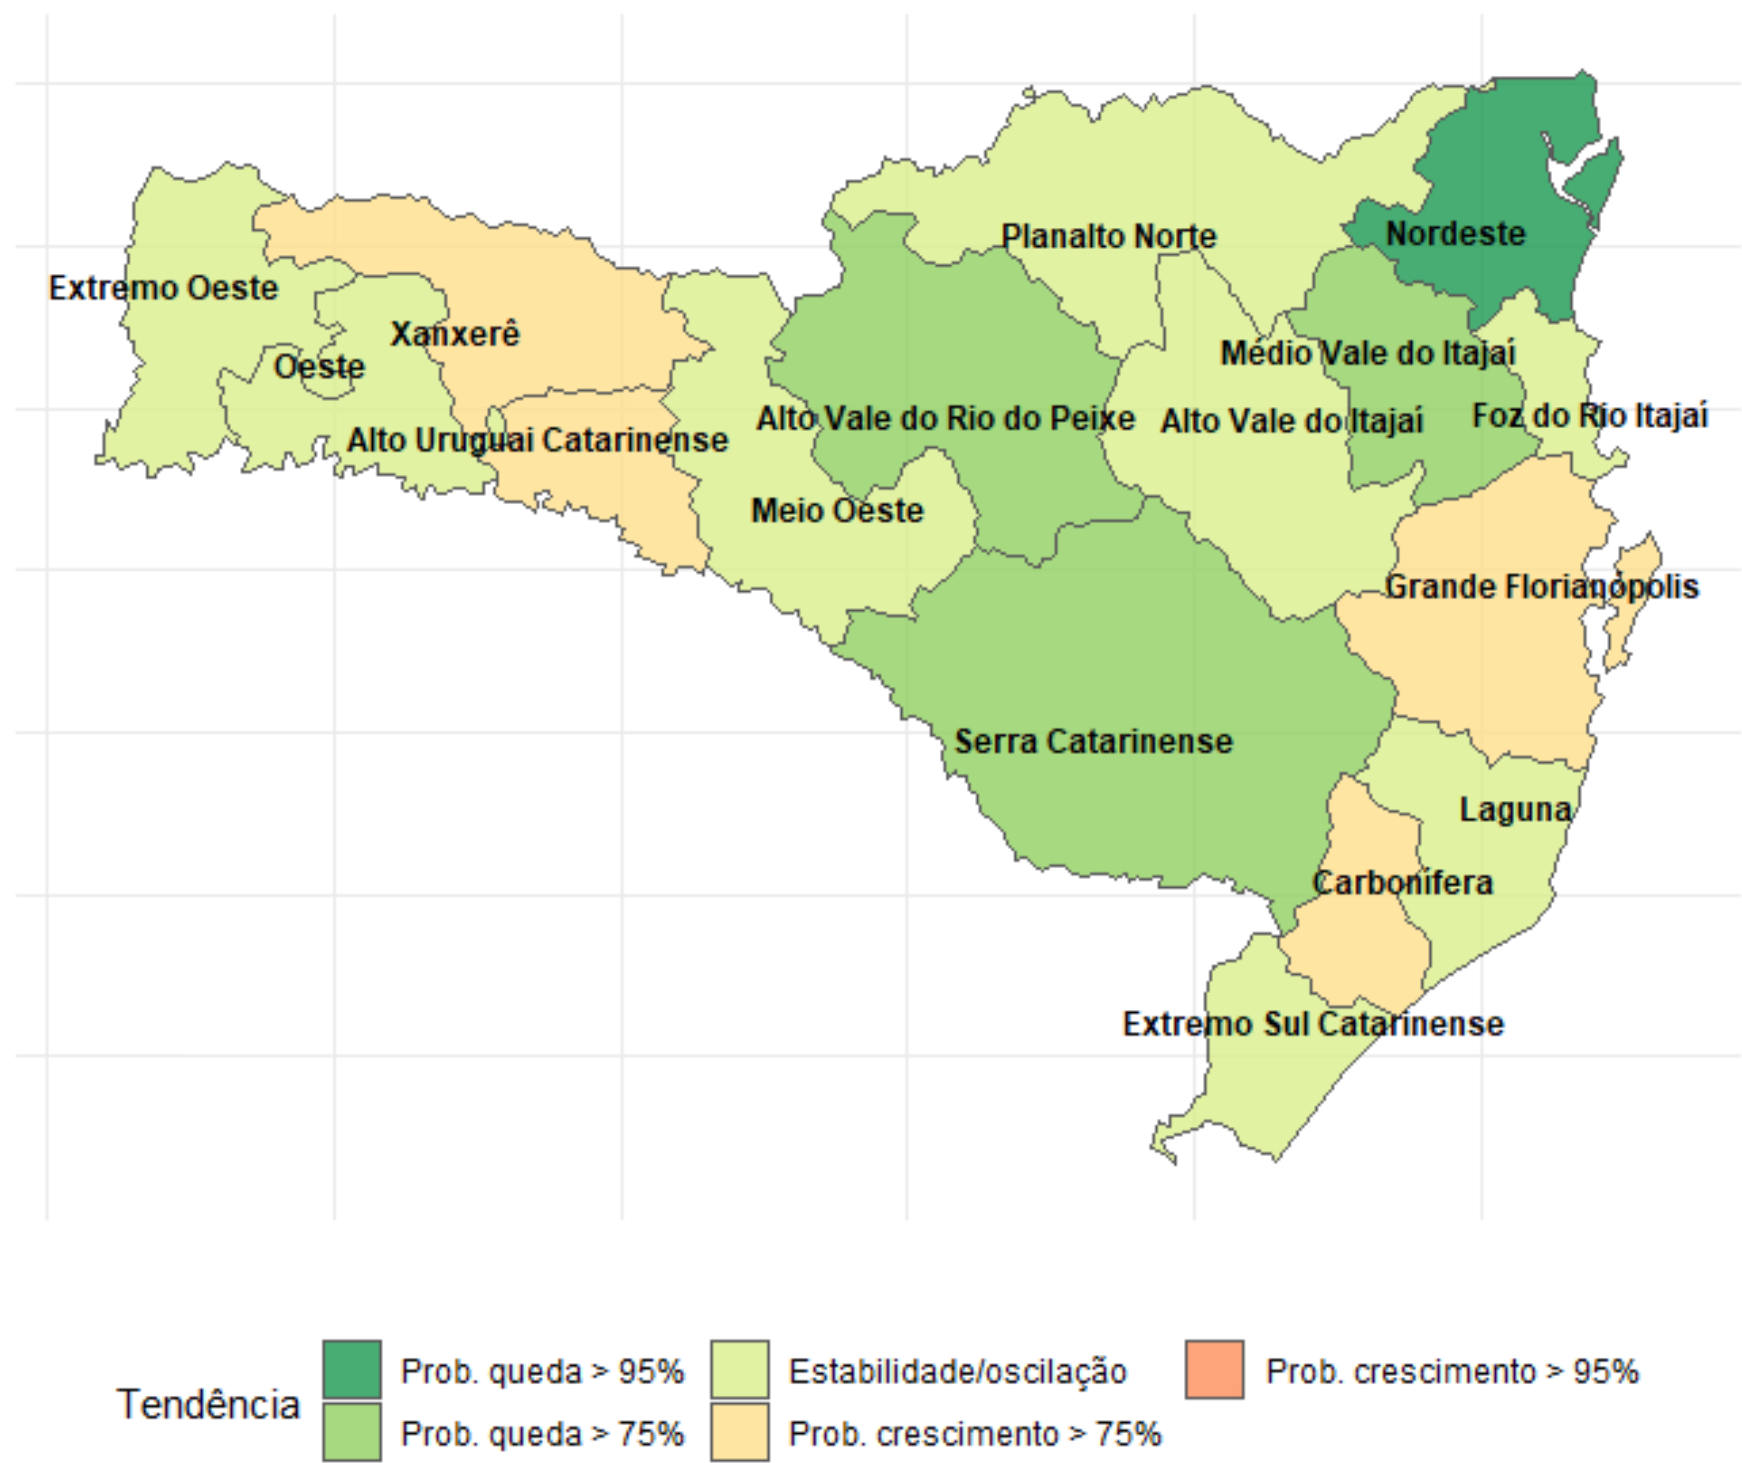 Planalto Norte
Nordeste
Extremo Oeste
Xanxerê
Oeste
Médio Vale do Itajaí
Alto Vale do Rio do Peixe
Alto Vale do Itajaí
Foz do Rio Itajaí
Alto Uruguai Catarinense
Meio Oeste
Grande Florianópolis
Serra Catarinense
Laguna
Carbonífera
Extremo Sul Catarinense
Tendência
Prob. queda > 95%
Prob. queda > 75%
Estabilidade/oscilação
Prob. crescimento > 75%
Prob. crescimento > 95%